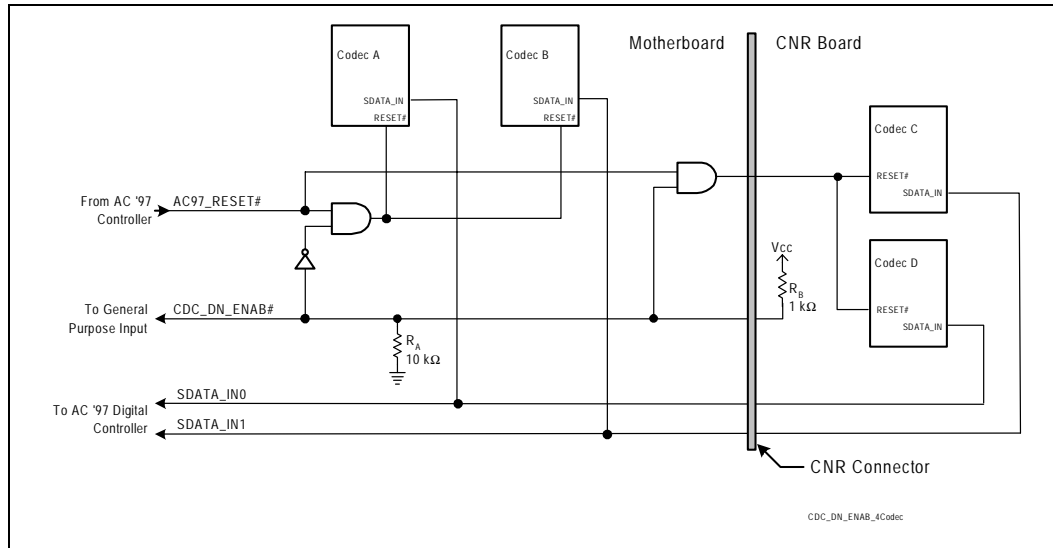 Motherboard
CNR Board
Codec A
SDATA_IN
RESET#
Codec B
SDATA_IN
RESET#
Codec C
RESET#
SDATA_IN
From AC '97
Controller
AC97_RESET#
Vcc
R_B
1 kΩ
Codec D
RESET#
SDATA_IN
To General
Purpose Input
CDC_DN_ENAB#
R_A
10 kΩ
To AC '97 Digital
Controller
SDATA_IN0
SDATA_IN1
CNR Connector
CDC_DN_ENAB_4Codec